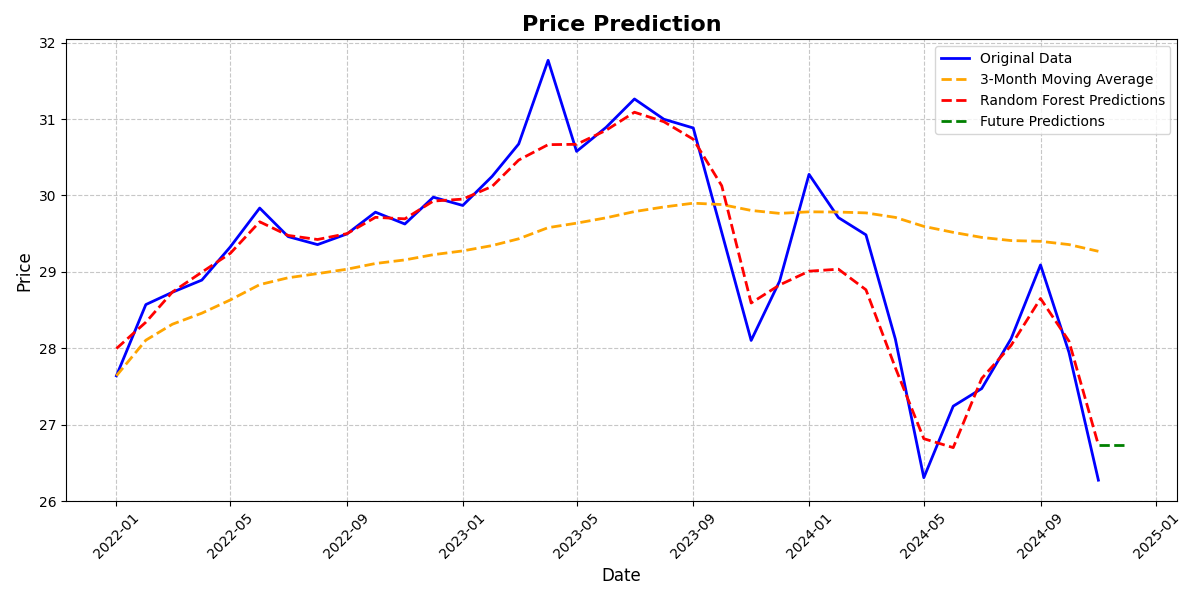 Price Prediction
Original Data
3-Month Moving Average
Random Forest Predictions
Future Predictions
Price
32
31
30
29
28
27
26
2022-01
2022-05
2022-09
2023-01
2023-05
2023-09
2024-01
2024-05
2024-09
2025-01
Date